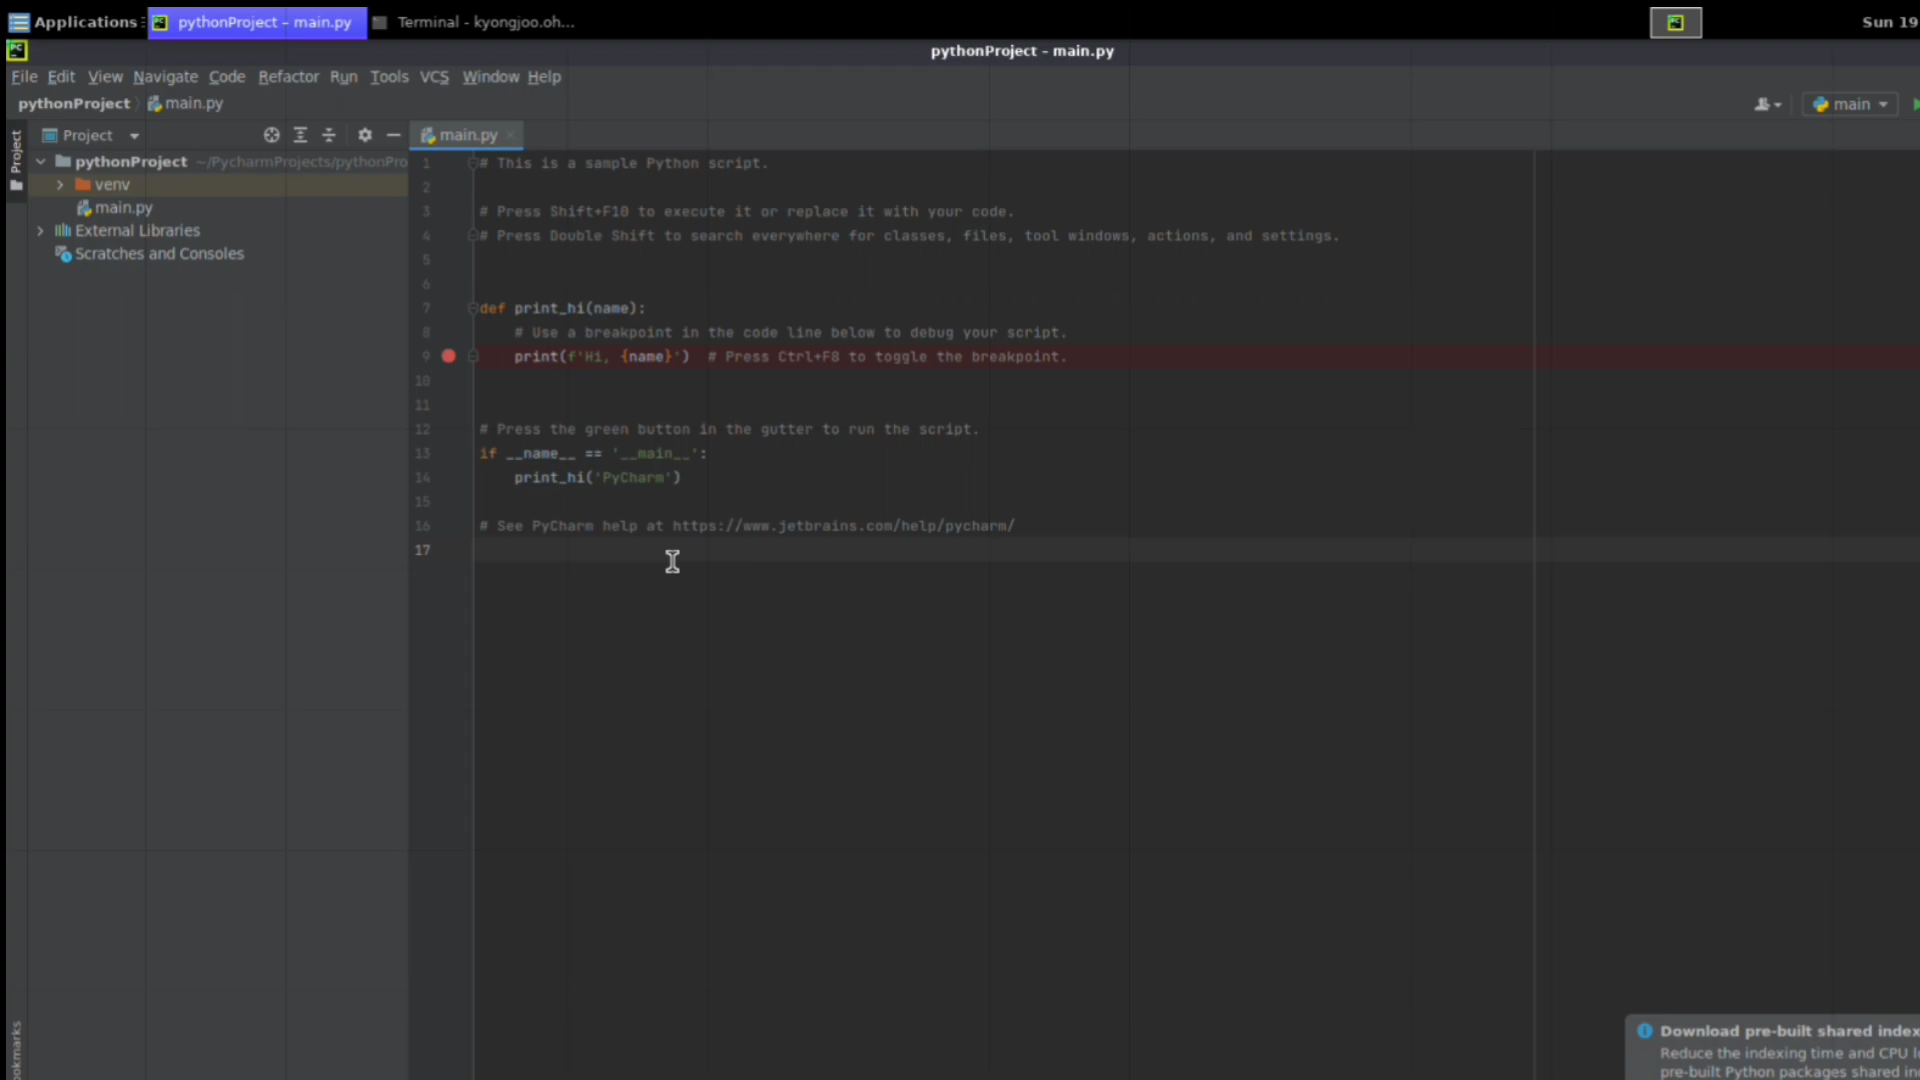 Applications
pythonProject – main.py
Terminal - kyongjoo.oh...
Sun 19
pythonProject - main.py
File Edit View Navigate Code Refactor Run Tools VCS Window Help
pythonProject main.py
main
Project
Project
main.py
pythonProject ~/PycharmProjects/pythonPro
venv
main.py
External Libraries
Scratches and Consoles
1 # This is a sample Python script.
2
3 # Press Shift+F10 to execute it or replace it with your code.
4 # Press Double Shift to search everywhere for classes, files, tool windows, actions, and settings.
5
6
7 def print_hi(name):
8 # Use a breakpoint in the code line below to debug your script.
9 print(f'Hi, {name}') # Press Ctrl+F8 to toggle the breakpoint.
10
11
12 # Press the green button in the gutter to run the script.
13 if __name__ == '__main__':
14 print_hi('PyCharm')
15
16 # See PyCharm help at https://www.jetbrains.com/help/pycharm/
17
okmarks
Download pre-built shared index
Reduce the indexing time and CPU l
pre-built Python packages shared in